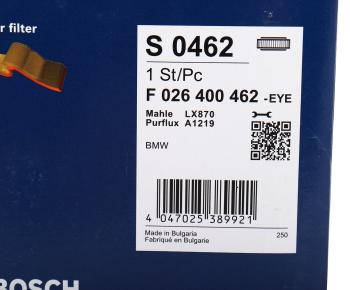 r filter
S 0462
1 St/Pc
F 026 400 462 -EYE
Mahle LX870
Purflux A1219
BMW
4 047025 389921
Made in Bulgaria
Fabriqué en Bulgarie
250
BOSCH